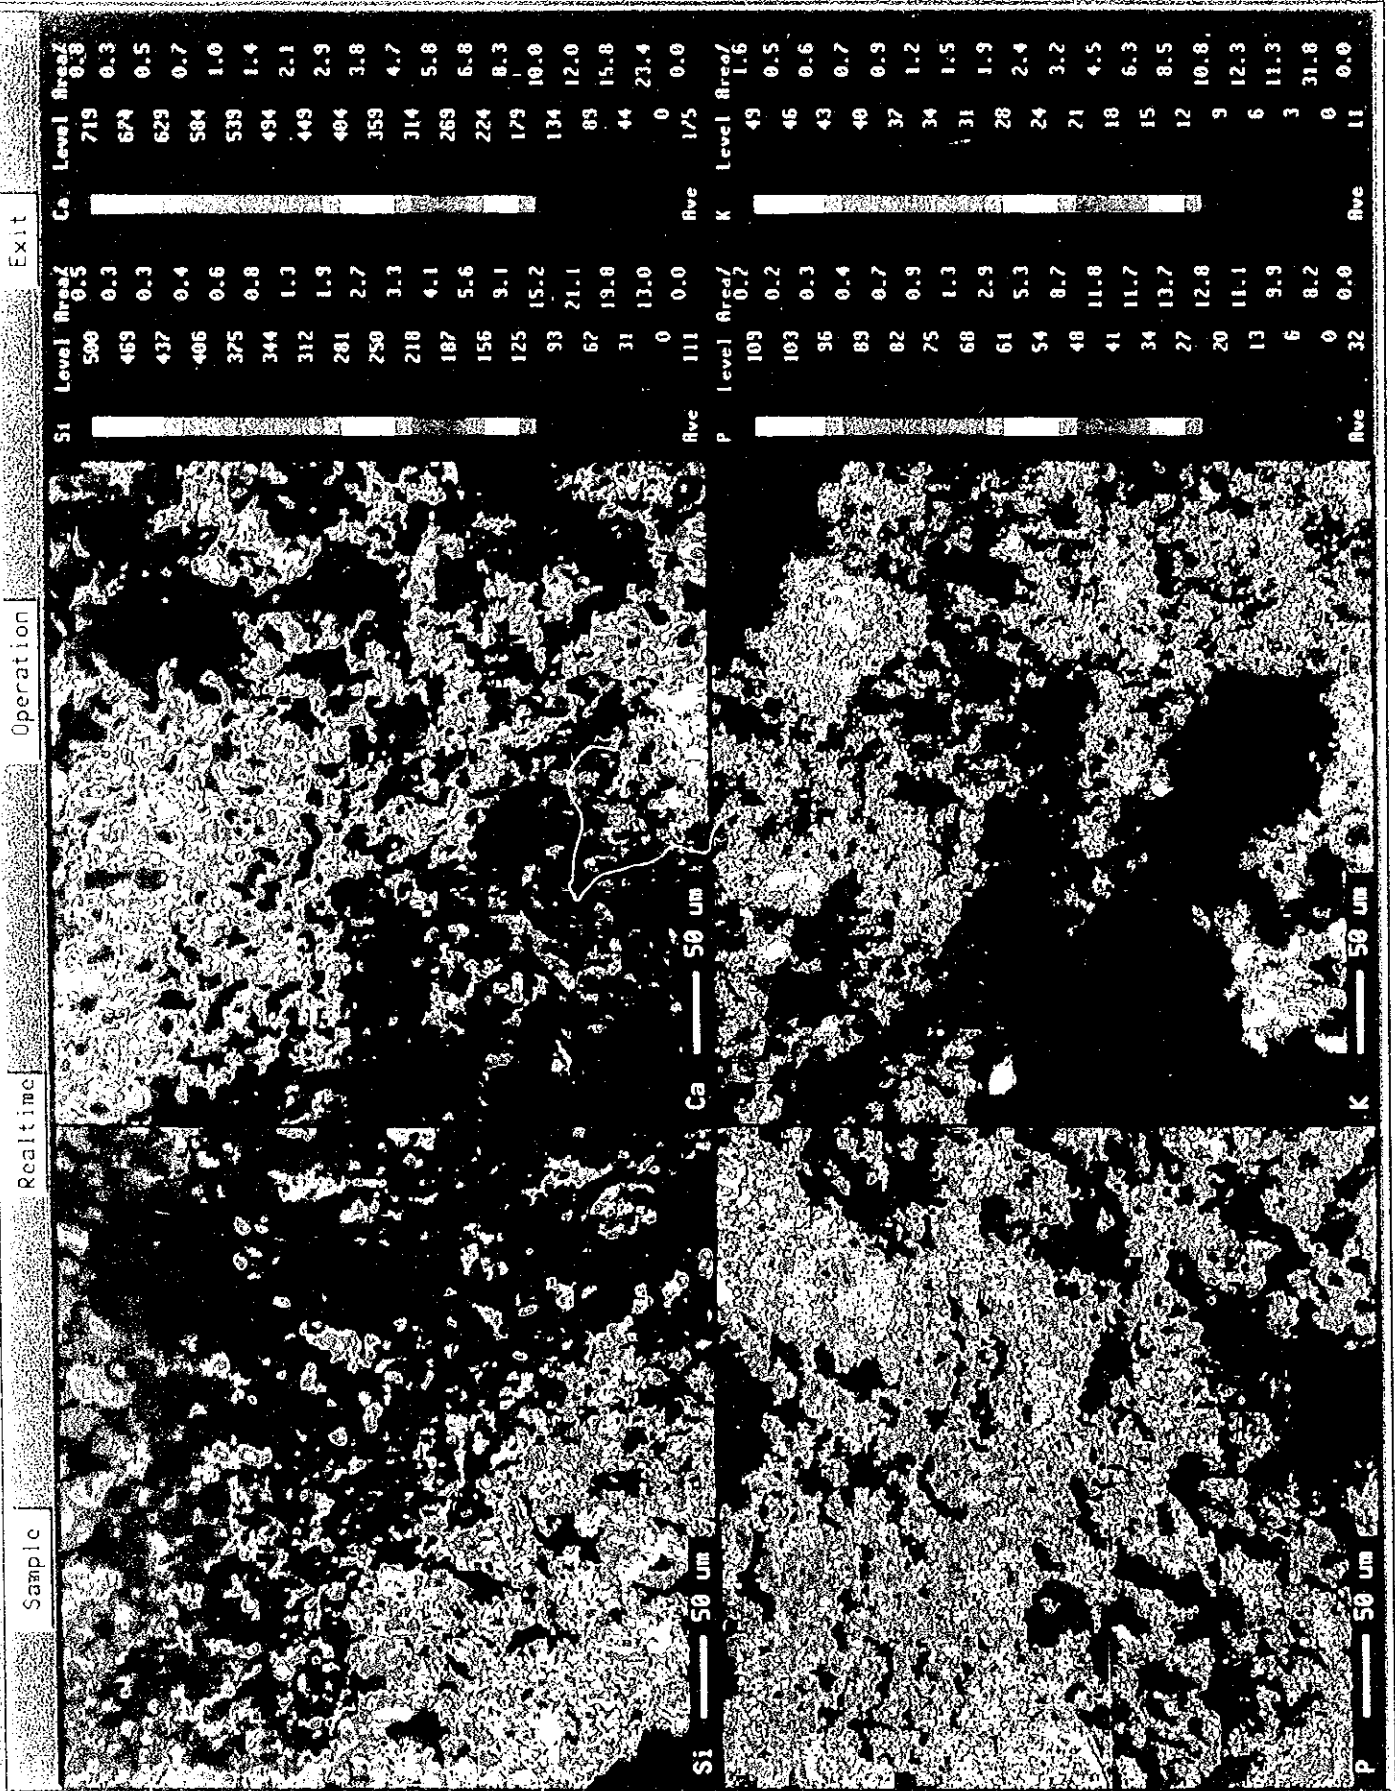 Sample Realtime Operation Exit
Si Level Area% Ca Level Area%
500 0.5 719 0.8
469 0.3 674 0.3
437 0.3 629 0.5
406 0.4 584 0.7
375 0.6 539 1.0
344 0.8 494 1.4
312 1.3 449 2.1
281 1.9 404 2.9
250 2.7 359 3.8
218 3.3 314 4.7
187 4.1 269 5.8
156 5.6 224 6.8
125 9.1 179 8.3
93 15.2 134 10.0
62 21.1 89 12.0
31 19.8 44 15.8
0 13.0 0 23.4
Ave 111 0.0 Ave 175 0.0
Si 50 um Ca 50 um
P Level Area% K Level Area%
109 0.2 49 1.6
103 0.2 46 0.5
96 0.3 43 0.6
89 0.4 40 0.7
82 0.7 37 0.9
75 0.9 34 1.2
68 1.3 31 1.5
61 2.9 28 1.9
54 5.3 24 2.4
48 8.7 21 3.2
41 11.8 18 4.5
34 11.7 15 6.3
27 13.7 12 8.5
20 12.8 9 10.8
13 11.1 6 12.3
6 9.9 3 11.3
0 8.2 0 31.8
Ave 32 0.0 Ave 11 0.0
P 50 um K 50 um